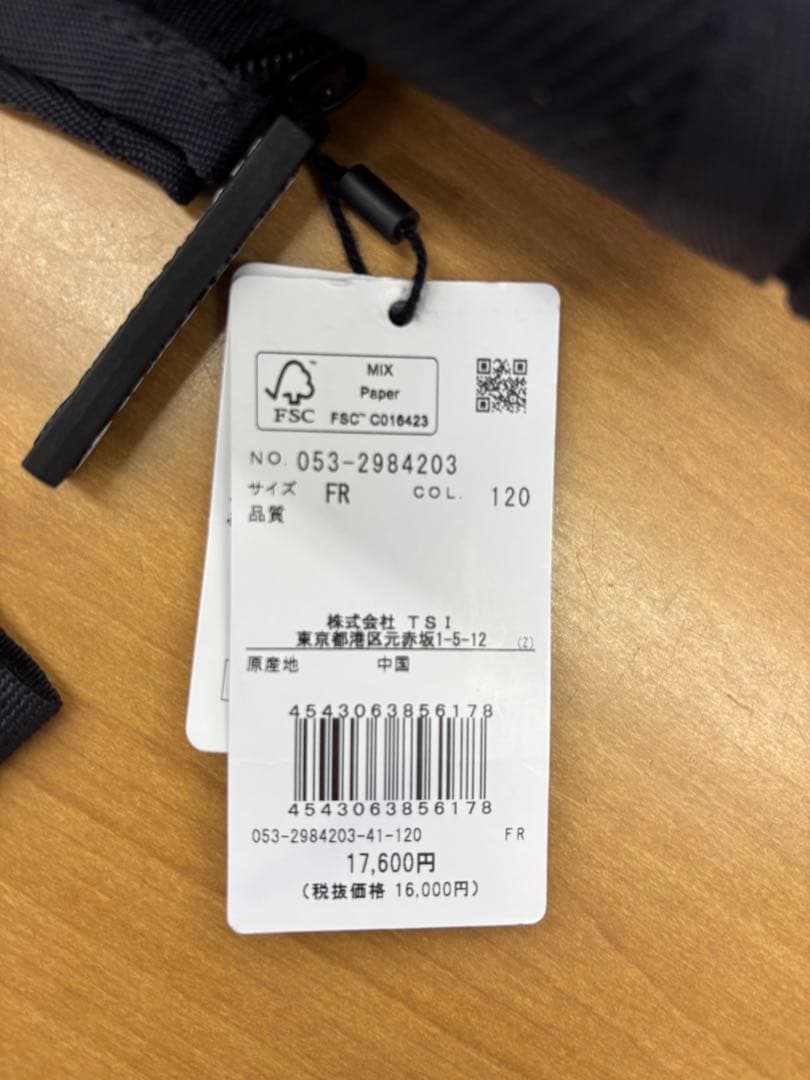 MIX
Paper
FSC™ FSC™ C016423
NO. 053-2984203
サイズ FR COL. 120
品質
株式会社 TSI
東京都港区元赤坂1-5-12 (Z)
原産地 中国
4543063856178
4543063856178
053-2984203-41-120 FR
17,600円
(税抜価格 16,000円)